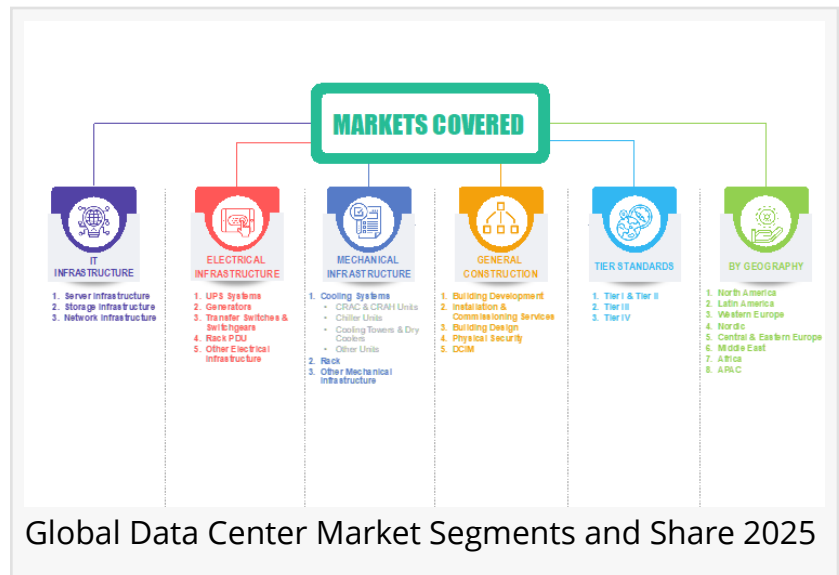 MARKETS COVERED
IT
INFRASTRUCTURE
1. Server Infrastructure
2. Storage Infrastructure
3. Network Infrastructure
ELECTRICAL
INFRASTRUCTURE
1. UPS Systems
2. Generators
3. Transfer Switches &
Switchgears
4. Rack PDU
5. Other Electrical
Infrastructure
MECHANICAL
INFRASTRUCTURE
1. Cooling Systems
• CRAC & CRAH Units
• Chiller Units
• Cooling Towers & Dry
Coolers
• Other Units
2. Rack
3. Other Mechanical
Infrastructure
GENERAL
CONSTRUCTION
1. Building Development
2. Installation &
Commissioning Services
3. Building Design
4. Physical Security
5. DCIM
TIER STANDARDS
1. Tier I & Tier II
2. Tier III
3. Tier IV
BY GEOGRAPHY
1. North America
2. Latin America
3. Western Europe
4. Nordic
5. Central & Eastern Europe
6. Middle East
7. Africa
8. APAC
Global Data Center Market Segments and Share 2025